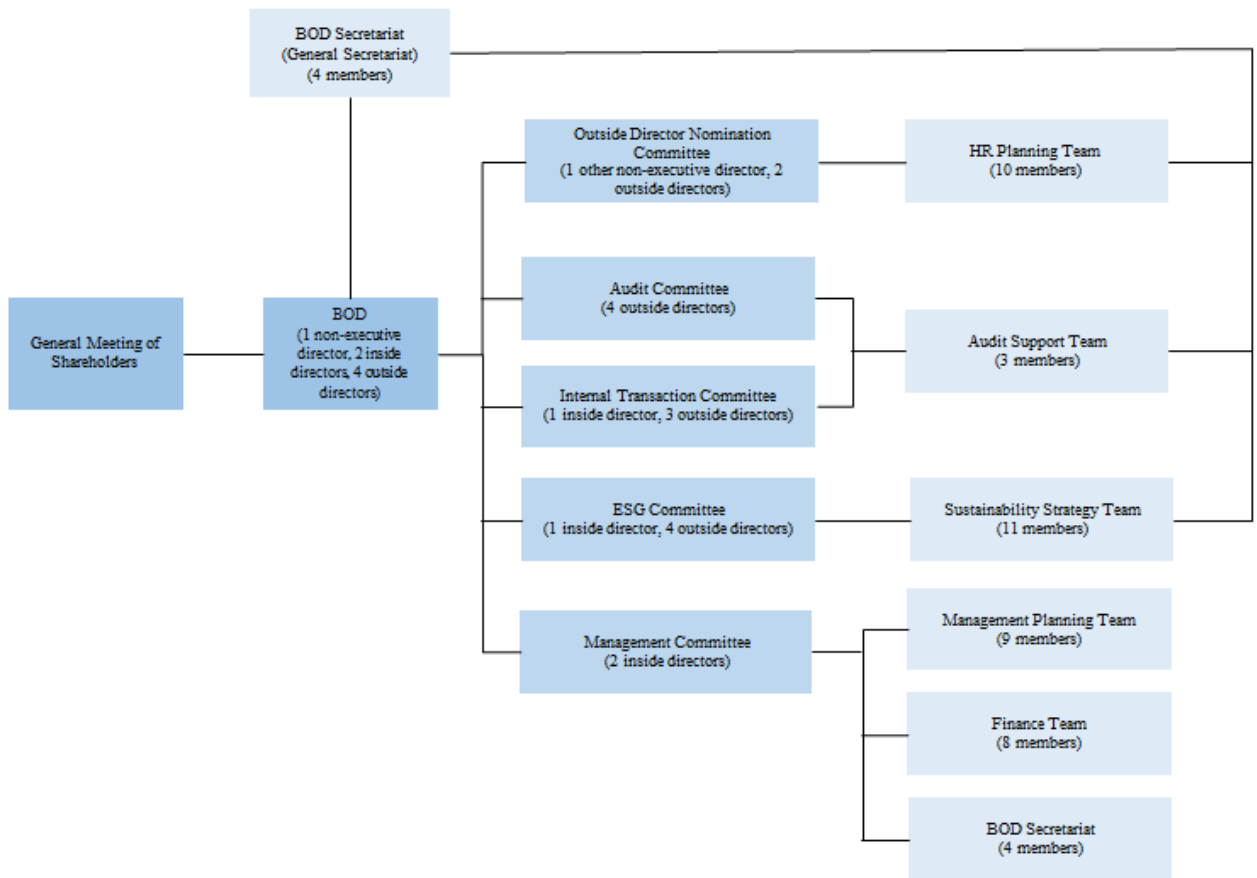 BOD Secretariat
(General Secretariat)
(4 members)
Outside Director Nomination
Committee
(1 other non-executive director, 2
outside directors)
HR Planning Team
(10 members)
Audit Committee
(4 outside directors)
General Meeting of
Shareholders
BOD
(1 non-executive
director, 2 inside
directors, 4 outside
directors)
Audit Support Team
(3 members)
Internal Transaction Committee
(1 inside director, 3 outside directors)
ESG Committee
(1 inside director, 4 outside directors)
Sustainability Strategy Team
(11 members)
Management Committee
(2 inside directors)
Management Planning Team
(9 members)
Finance Team
(8 members)
BOD Secretariat
(4 members)